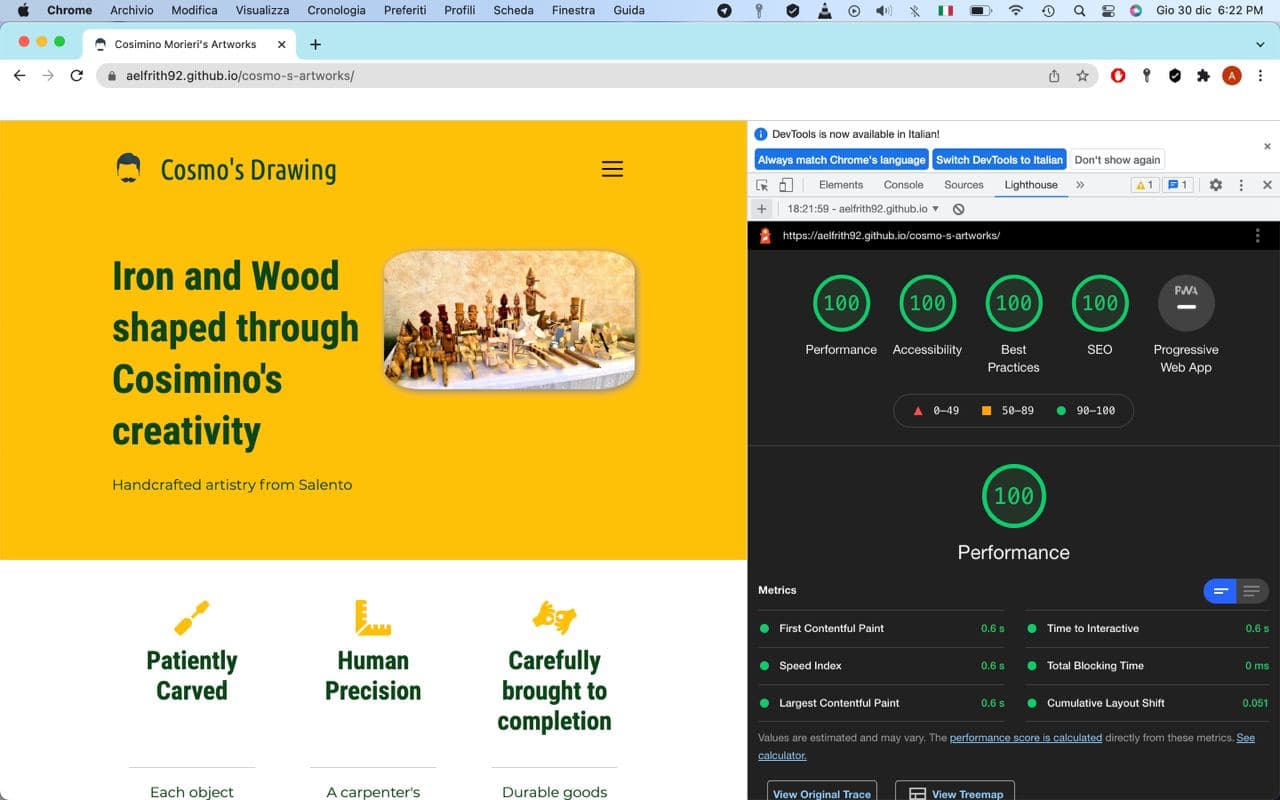 Chrome Archivio Modifica Visualizza Cronologia Preferiti Profili Scheda Finestra Guida Gio 30 dic 6:22 PM
Cosimino Morieri's Artworks
aelfrith92.github.io/cosmo-s-artworks/
A
Cosmo's Drawing
Iron and Wood
shaped through
Cosimino's
creativity
Handcrafted artistry from Salento
Patiently
Carved
Human
Precision
Carefully
brought to
completion
Each object
A carpenter's
Durable goods
DevTools is now available in Italian!
Always match Chrome's language Switch DevTools to Italian Don't show again
Elements Console Sources Lighthouse 1 1
18:21:59 - aelfrith92.github.io
https://aelfrith92.github.io/cosmo-s-artworks/
100 100 100 100 PWA
Performance Accessibility Best
Practices SEO Progressive
Web App
0–49 50–89 90–100
100
Performance
Metrics
First Contentful Paint 0.6 s
Time to Interactive 0.6 s
Speed Index 0.6 s
Total Blocking Time 0 ms
Largest Contentful Paint 0.6 s
Cumulative Layout Shift 0.051
Values are estimated and may vary. The performance score is calculated directly from these metrics. See
calculator.
View Original Trace View Treemap